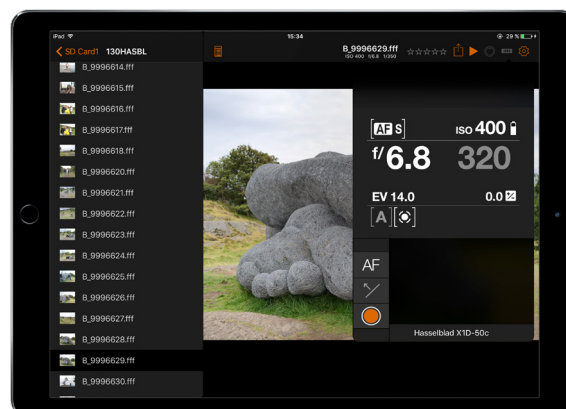 iPad 15:34 29 %
SD Card1 130HASBL B_9996629.fff
ISO 400 f/6.8 1/350
B_9996614.fff
B_9996615.fff
B_9996616.fff
B_9996617.fff
B_9996618.fff
B_9996620.fff
B_9996621.fff
B_9996622.fff
B_9996623.fff
B_9996624.fff
B_9996625.fff
B_9996626.fff
B_9996627.fff
B_9996628.fff
B_9996629.fff
B_9996630.fff
[AF S] ISO 400
f/6.8 320
EV 14.0 0.0
[A]
AF
Hasselblad X1D-50c